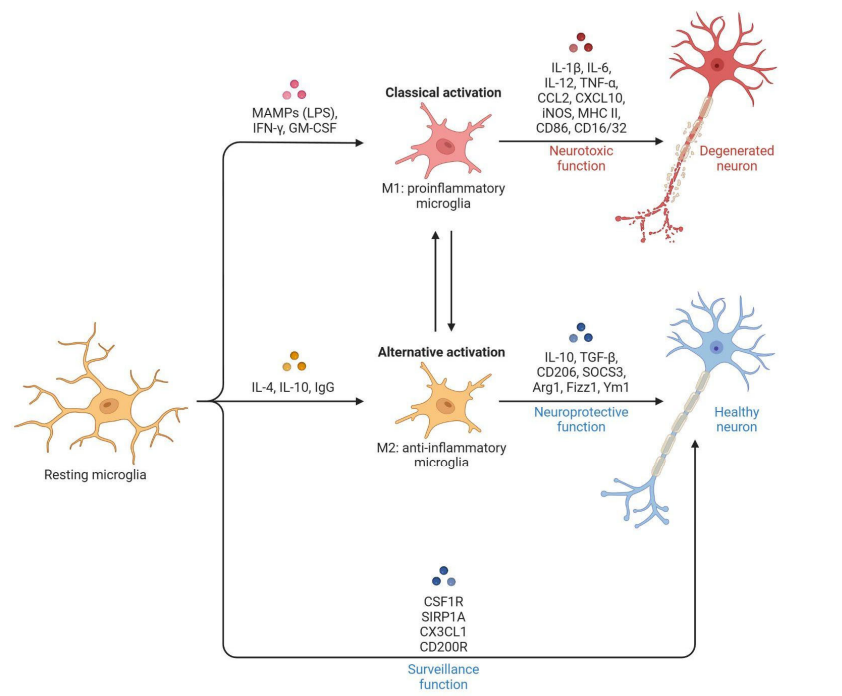 MAMPs (LPS),
IFN-γ, GM-CSF
Classical activation
M1: proinflammatory
microglia
IL-1β, IL-6,
IL-12, TNF-α,
CCL2, CXCL10,
iNOS, MHC II,
CD86, CD16/32
Neurotoxic
function
Degenerated
neuron
Resting microglia
IL-4, IL-10, IgG
Alternative activation
M2: anti-inflammatory
microglia
IL-10, TGF-β,
CD206, SOCS3,
Arg1, Fizz1, Ym1
Neuroprotective
function
Healthy
neuron
CSF1R
SIRP1A
CX3CL1
CD200R
Surveillance
function